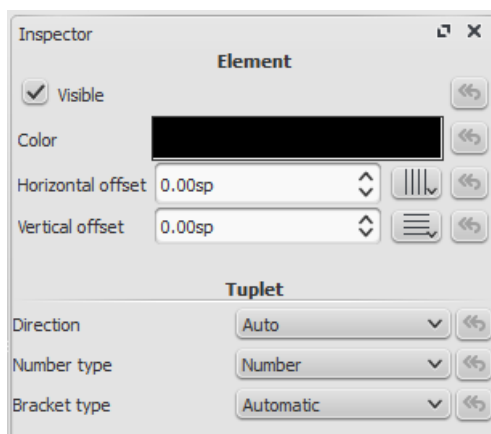 Inspector
Element
Visible
Color
Horizontal offset 0.00sp
Vertical offset 0.00sp
Tuplet
Direction Auto
Number type Number
Bracket type Automatic